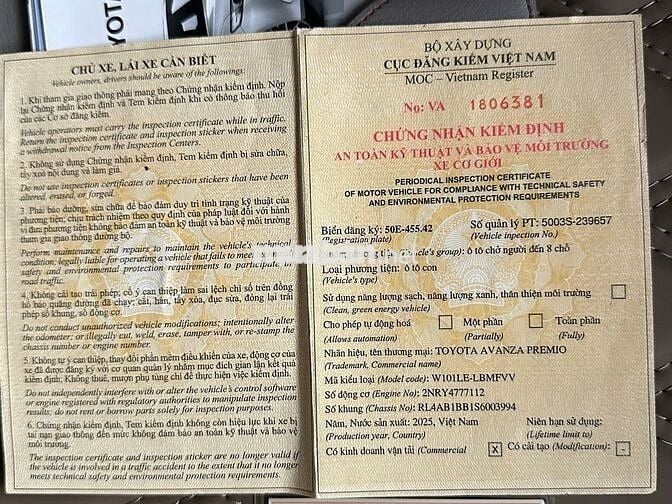 TOYOTA
CHỦ XE, LÁI XE CẦN BIẾT
Vehicle owners, drivers should be aware of the followings:
1. Khi tham gia giao thông phải mang theo Chứng nhận kiểm định. Nộp
lại Chứng nhận kiểm định và Tem kiểm định khi có thông báo thu hồi
của các Cơ sở đăng kiểm.
Vehicle operators must carry the inspection certificate while in traffic.
Return the inspection certificate and inspection sticker when receiving
a withdrawal notice from the Inspection Centers.
2. Không sử dụng Chứng nhận kiểm định, Tem kiểm định bị sửa chữa,
tẩy xoá nội dung và làm giả.
Do not use inspection certificates or inspection stickers that have been
altered, erased, or forged.
3. Phải bảo dưỡng, sửa chữa để bảo đảm duy trì tình trạng kỹ thuật của
phương tiện; chịu trách nhiệm theo quy định của pháp luật đối với hành
vi đưa phương tiện không bảo đảm an toàn kỹ thuật và bảo vệ môi trường
tham gia giao thông đường bộ.
Perform maintenance and repairs to maintain the vehicle's technical
condition; legally liable for operating a vehicle that fails to meet
safety and environmental protection requirements to participate in
road traffic.
4. Không cải tạo trái phép; cố ý can thiệp làm sai lệch chỉ số trên đồng
hồ báo quãng đường đã chạy; cắt, hàn, tẩy xóa, đục sửa, đóng lại trái
phép số khung, số động cơ.
Do not conduct unauthorized vehicle modifications; intentionally alter
the odometer, or illegally cut, weld, erase, tamper with, or re-stamp the
chassis number or engine number.
5. Không tự ý can thiệp, thay đổi phần mềm điều khiển của xe, động cơ của
xe đã được đăng ký với cơ quan quản lý nhằm mục đích gian lận kết quả
kiểm định. Không thuê, mượn phụ tùng chỉ để thực hiện việc kiểm định.
Do not independently interfere with or alter the vehicle's control software
or engine registered with regulatory authorities to manipulate inspection
results; do not rent or borrow parts solely for inspection purposes.
6. Chứng nhận kiểm định, Tem kiểm định không còn hiệu lực khi xe bị
tai nạn giao thông đến mức không đảm bảo an toàn kỹ thuật và bảo vệ
môi trường.
The inspection certificate and inspection sticker are no longer valid if
the vehicle is involved in a traffic accident to the extent that it no longer
meets technical safety and environmental protection requirements.
BỘ XÂY DỰNG
CỤC ĐĂNG KIỂM VIỆT NAM
MOC – Vietnam Register
No: VA 1806381
CHỨNG NHẬN KIỂM ĐỊNH
AN TOÀN KỸ THUẬT VÀ BẢO VỆ MÔI TRƯỜNG
XE CƠ GIỚI
PERIODICAL INSPECTION CERTIFICATE
OF MOTOR VEHICLE FOR COMPLIANCE WITH TECHNICAL SAFETY
AND ENVIRONMENTAL PROTECTION REQUIREMENTS
Biển đăng ký: 50E-455.42 Số quản lý PT: 5003S-239657
(Registration plate) (Vehicle inpection No.)
(Vehicle's group): ô tô chở người đến 8 chỗ
Loại phương tiện: ô tô con
(Vehicle's type)
Sử dụng năng lượng sạch, năng lượng xanh, thân thiện môi trường
(Clean, green energy vehicle)
Cho phép tự động hoá Một phần Toàn phần
(Allows automation) (Partially) (Fully)
Nhãn hiệu, tên thương mại: TOYOTA AVANZA PREMIO
(Trademark, Commercial name)
Mã kiểu loại (Model code): W101LE-LBMFVV
Số động cơ (Engine No): 2NRY4777112
Số khung (Chassis No): RL4AB1BB1S6003994
Năm, Nước sản xuất: 2025, Việt Nam Niên hạn sử dụng:
(Production year, Country) (Lifetime limit to)
Có kinh doanh vận tải (Commercial X Có cải tạo (Modification): -